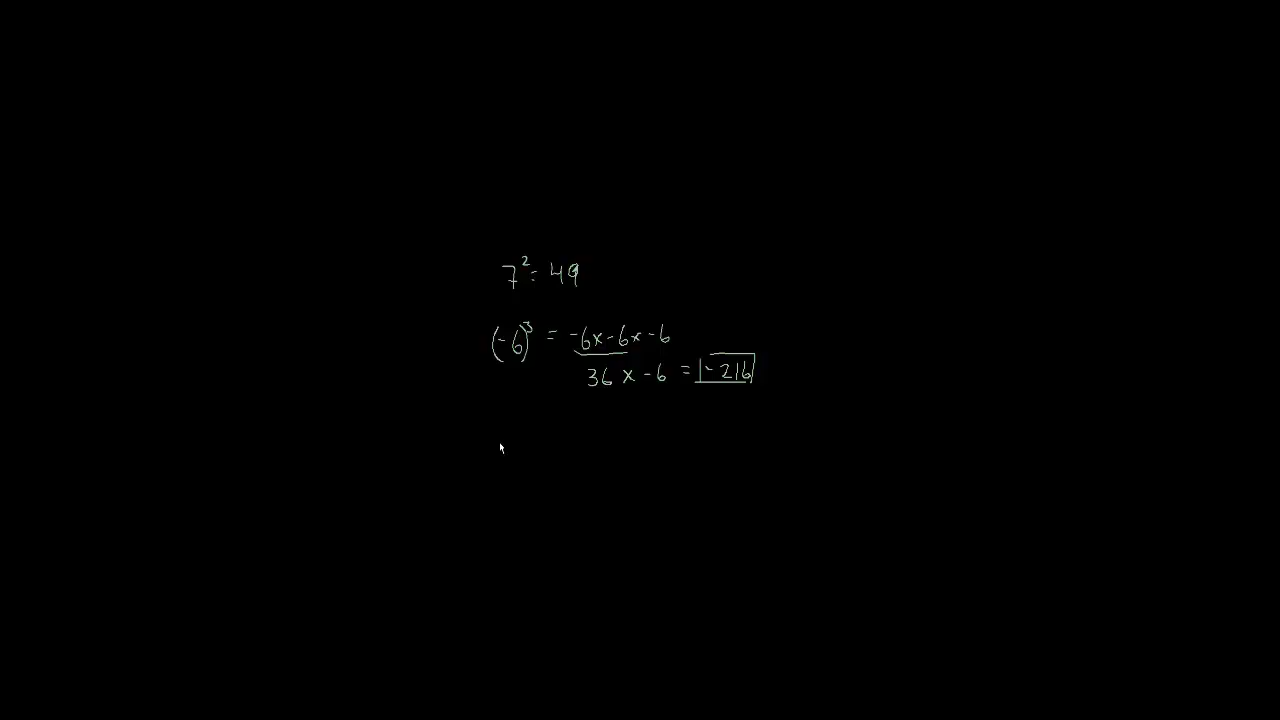 7² = 49
(-6)³ = -6x-6x-6
36 x -6 = -216